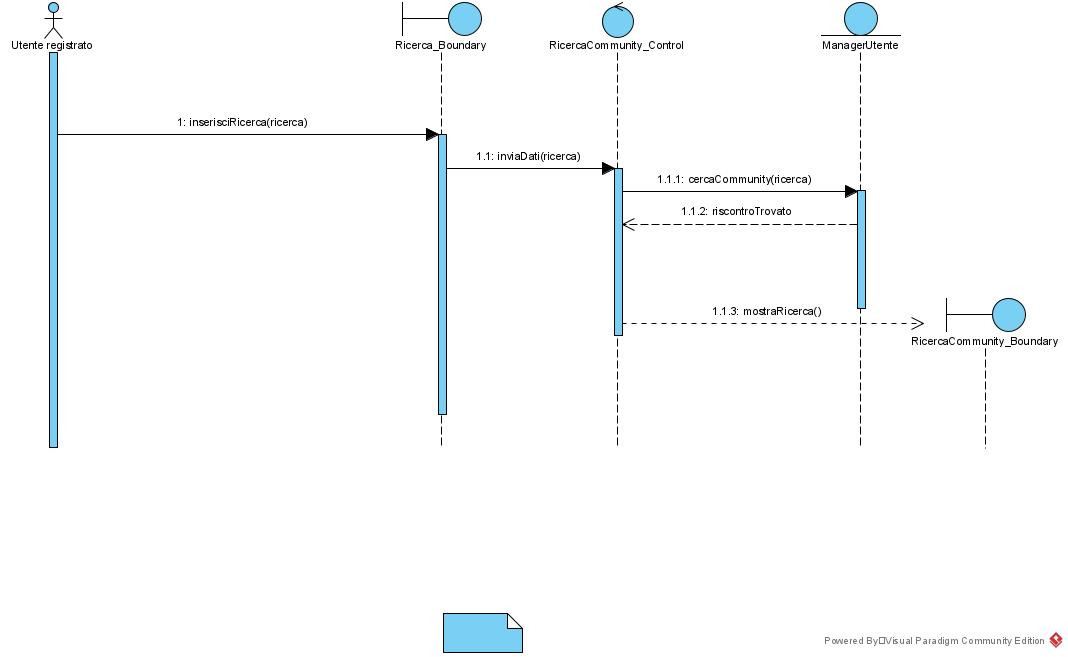 Utente registrato
Ricerca_Boundary
RicercaCommunity_Control
ManagerUtente
1: inserisciRicerca(ricerca)
1.1: inviaDati(ricerca)
1.1.1: cercaCommunity(ricerca)
1.1.2: riscontroTrovato
1.1.3: mostraRicerca()
RicercaCommunity_Boundary
Powered By□Visual Paradigm Community Edition